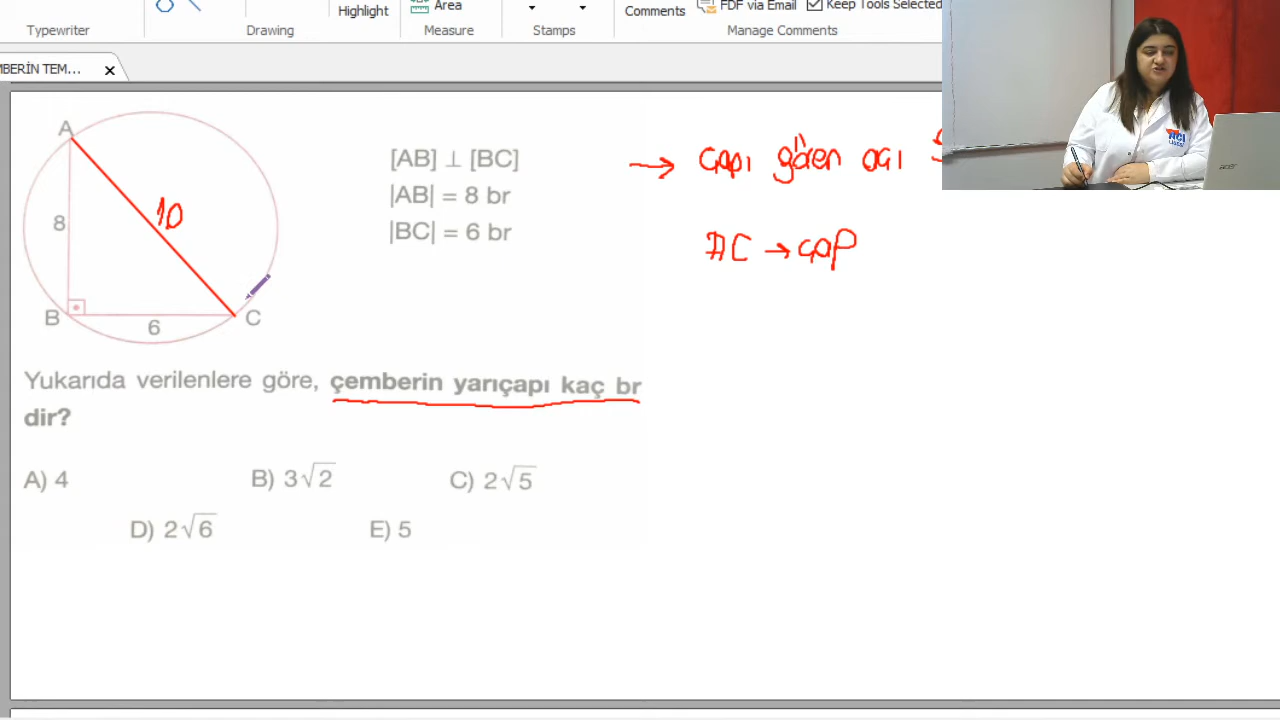 Typewriter
Highlight
Drawing
Area
Measure
Stamps
Comments
FDF via Email
Keep Tools Selected
Manage Comments
MBERİN TEM...
A
8
10
B
6
C
[AB] ⊥ [BC]
|AB| = 8 br
|BC| = 6 br
→ çapı gören açı
AC → çap
Yukarıda verilenlere göre, çemberin yarıçapı kaç br
dir?
A) 4 B) 3√2 C) 2√5
D) 2√6 E) 5
acer